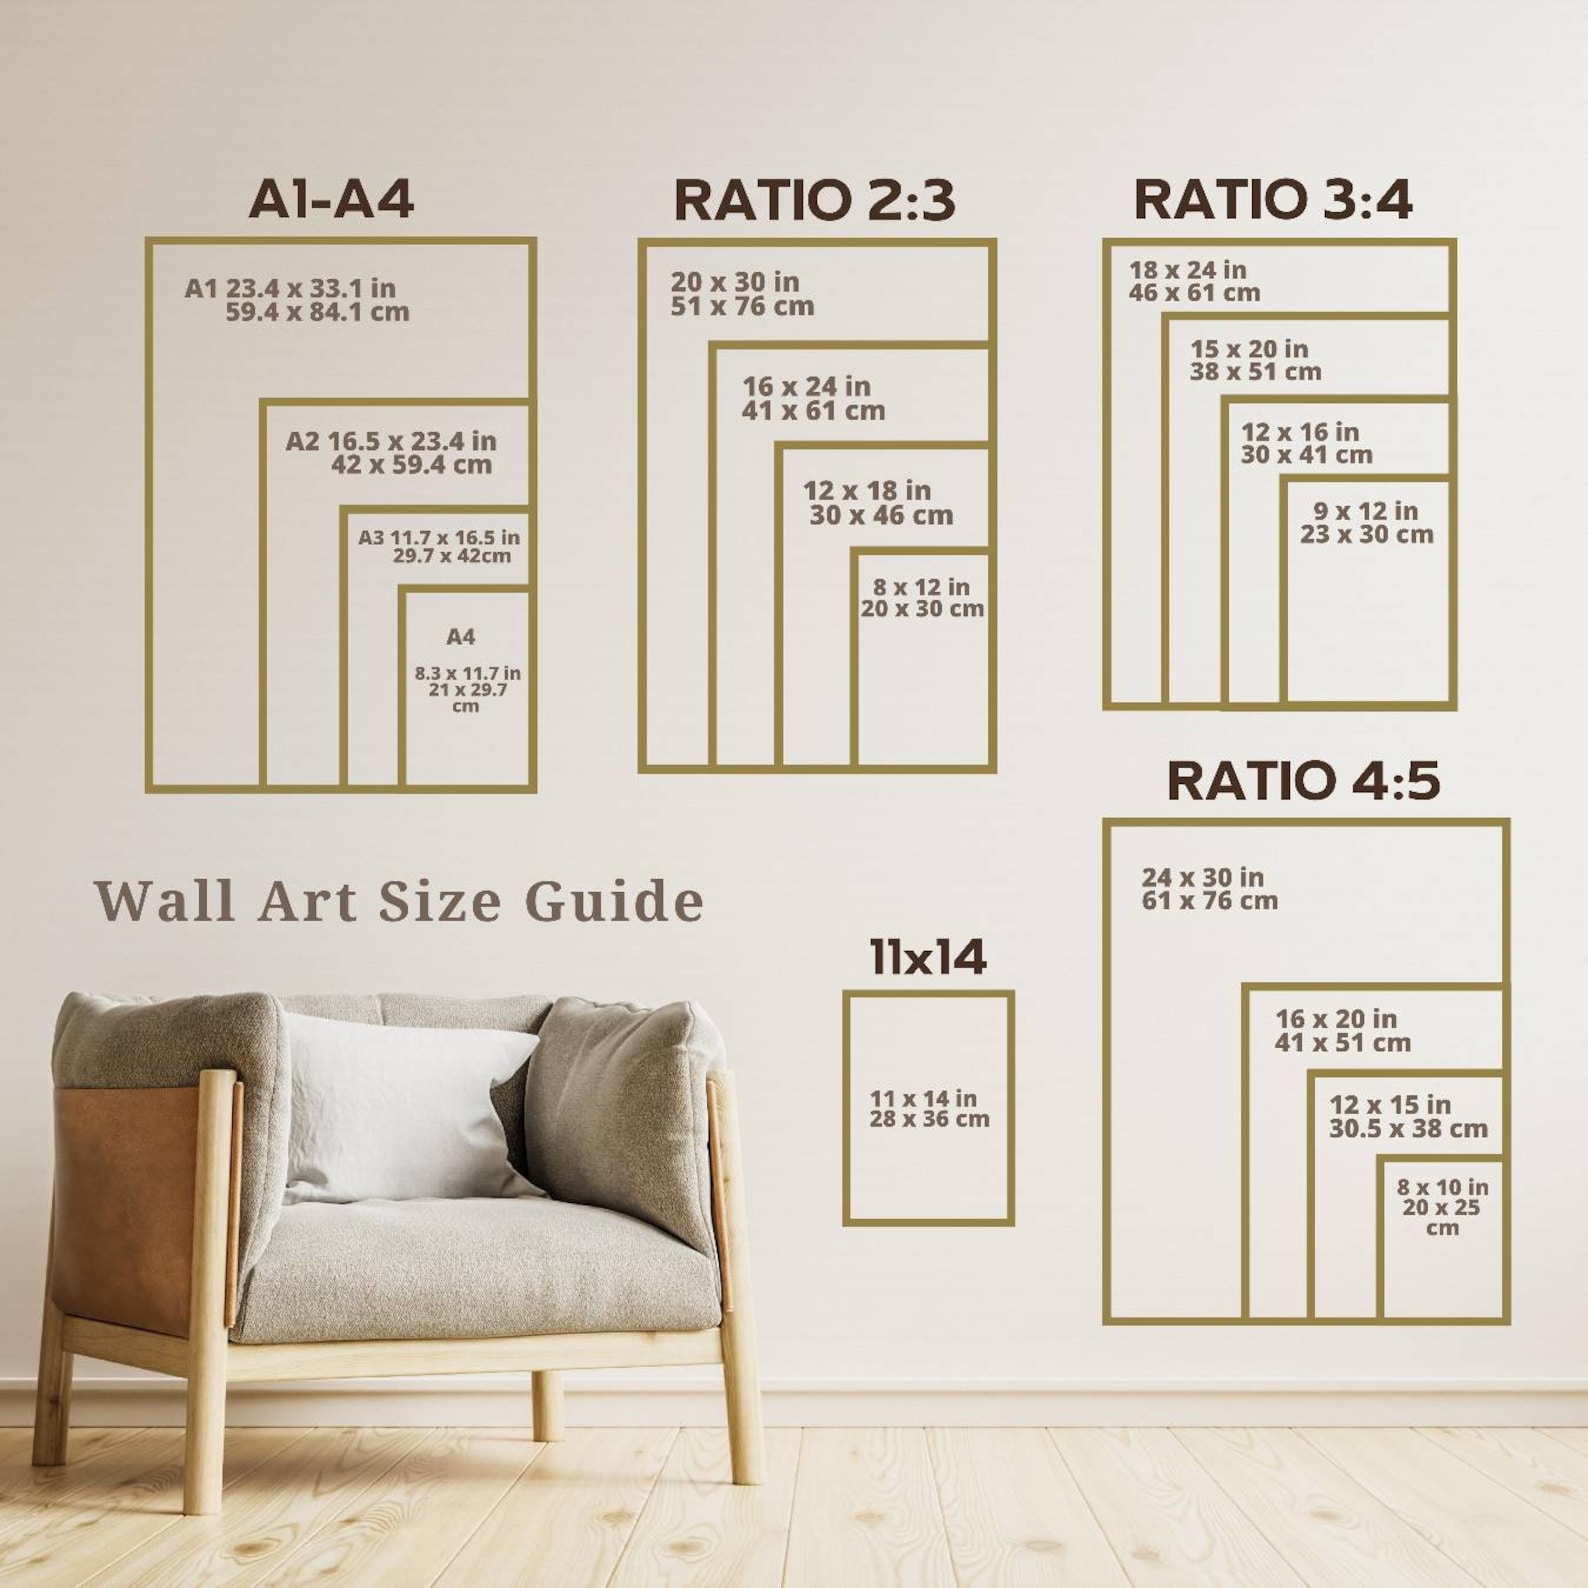 A1-A4
A1 23.4 x 33.1 in
59.4 x 84.1 cm
A2 16.5 x 23.4 in
42 x 59.4 cm
A3 11.7 x 16.5 in
29.7 x 42cm
A4
8.3 x 11.7 in
21 x 29.7
cm
RATIO 2:3
20 x 30 in
51 x 76 cm
16 x 24 in
41 x 61 cm
12 x 18 in
30 x 46 cm
8 x 12 in
20 x 30 cm
RATIO 3:4
18 x 24 in
46 x 61 cm
15 x 20 in
38 x 51 cm
12 x 16 in
30 x 41 cm
9 x 12 in
23 x 30 cm
Wall Art Size Guide
11x14
11 x 14 in
28 x 36 cm
RATIO 4:5
24 x 30 in
61 x 76 cm
16 x 20 in
41 x 51 cm
12 x 15 in
30.5 x 38 cm
8 x 10 in
20 x 25
cm